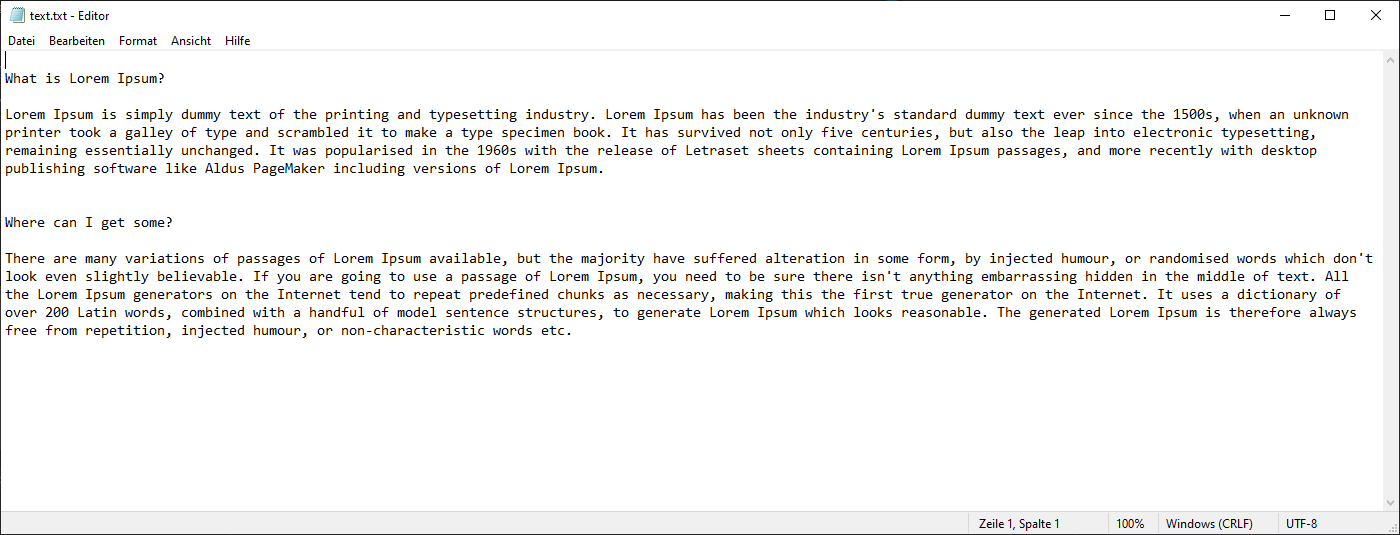 text.txt - Editor
Datei Bearbeiten Format Ansicht Hilfe
What is Lorem Ipsum?
Lorem Ipsum is simply dummy text of the printing and typesetting industry. Lorem Ipsum has been the industry's standard dummy text ever since the 1500s, when an unknown
printer took a galley of type and scrambled it to make a type specimen book. It has survived not only five centuries, but also the leap into electronic typesetting,
remaining essentially unchanged. It was popularised in the 1960s with the release of Letraset sheets containing Lorem Ipsum passages, and more recently with desktop
publishing software like Aldus PageMaker including versions of Lorem Ipsum.
Where can I get some?
There are many variations of passages of Lorem Ipsum available, but the majority have suffered alteration in some form, by injected humour, or randomised words which don't
look even slightly believable. If you are going to use a passage of Lorem Ipsum, you need to be sure there isn't anything embarrassing hidden in the middle of text. All
the Lorem Ipsum generators on the Internet tend to repeat predefined chunks as necessary, making this the first true generator on the Internet. It uses a dictionary of
over 200 Latin words, combined with a handful of model sentence structures, to generate Lorem Ipsum which looks reasonable. The generated Lorem Ipsum is therefore always
free from repetition, injected humour, or non-characteristic words etc.
Zeile 1, Spalte 1 100% Windows (CRLF) UTF-8